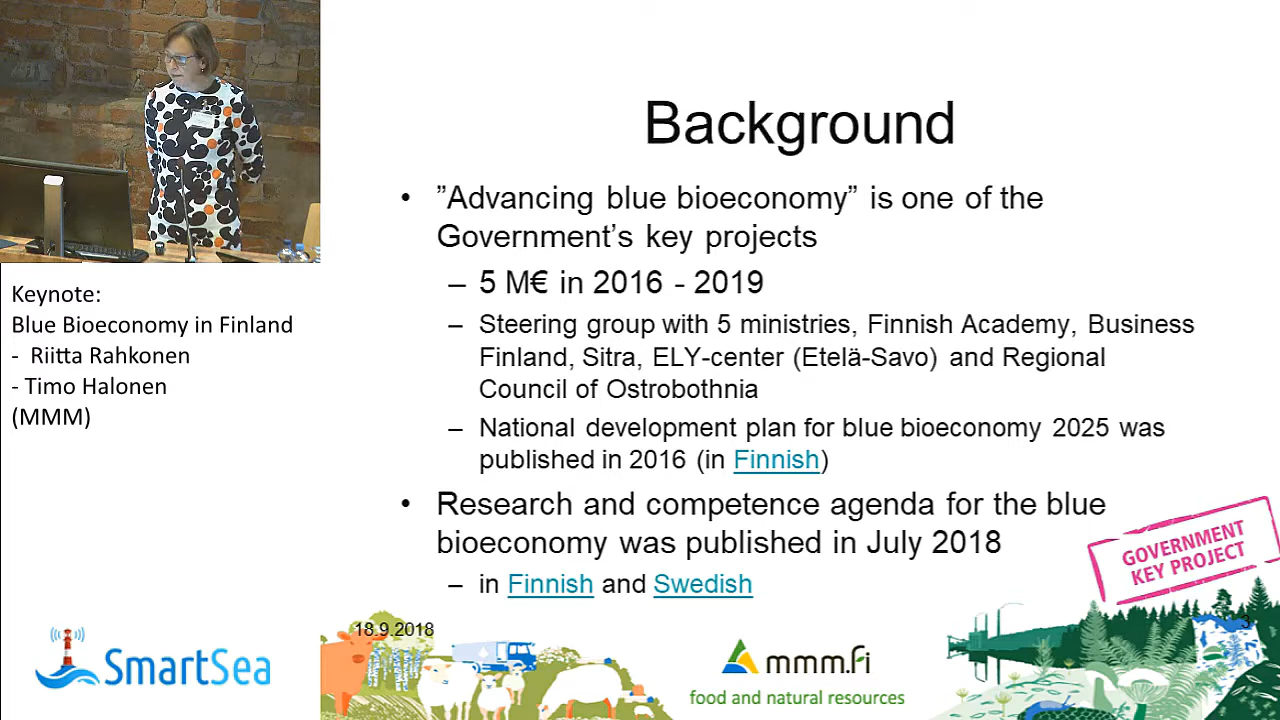 Background
• ”Advancing blue bioeconomy” is one of the
Government’s key projects
– 5 M€ in 2016 - 2019
– Steering group with 5 ministries, Finnish Academy, Business
Finland, Sitra, ELY-center (Etelä-Savo) and Regional
Council of Ostrobothnia
– National development plan for blue bioeconomy 2025 was
published in 2016 (in Finnish)
• Research and competence agenda for the blue
bioeconomy was published in July 2018
– in Finnish and Swedish
Keynote:
Blue Bioeconomy in Finland
- Riitta Rahkonen
- Timo Halonen
(MMM)
GOVERNMENT
KEY PROJECT
18.9.2018
3
SmartSea
mmm.fi
food and natural resources